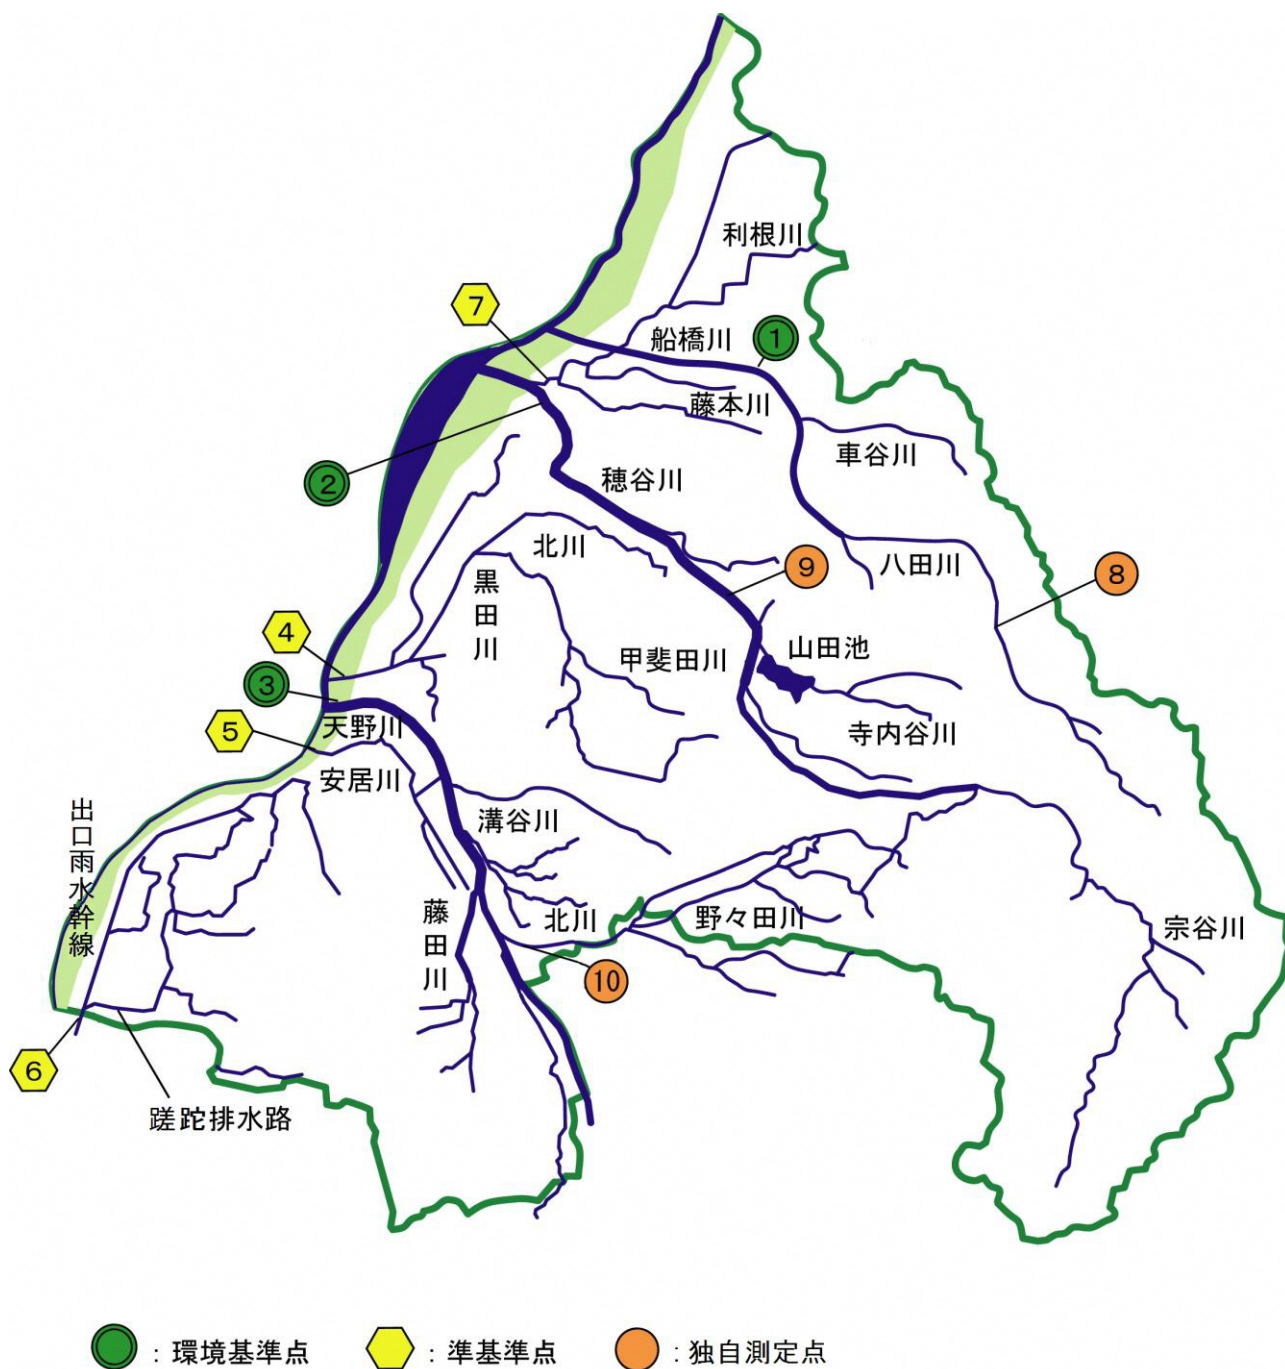 利根川
7
船橋川
1
藤本川
車谷川
2
穂谷川
北川
八田川
9
8
黒田川
4
甲斐田川
山田池
3
天野川
5
寺内谷川
安居川
出口雨水幹線
溝谷川
藤田川
北川
野々田川
宗谷川
10
6
蹉跎排水路
:環境基準点
:準基準点
:独自測定点